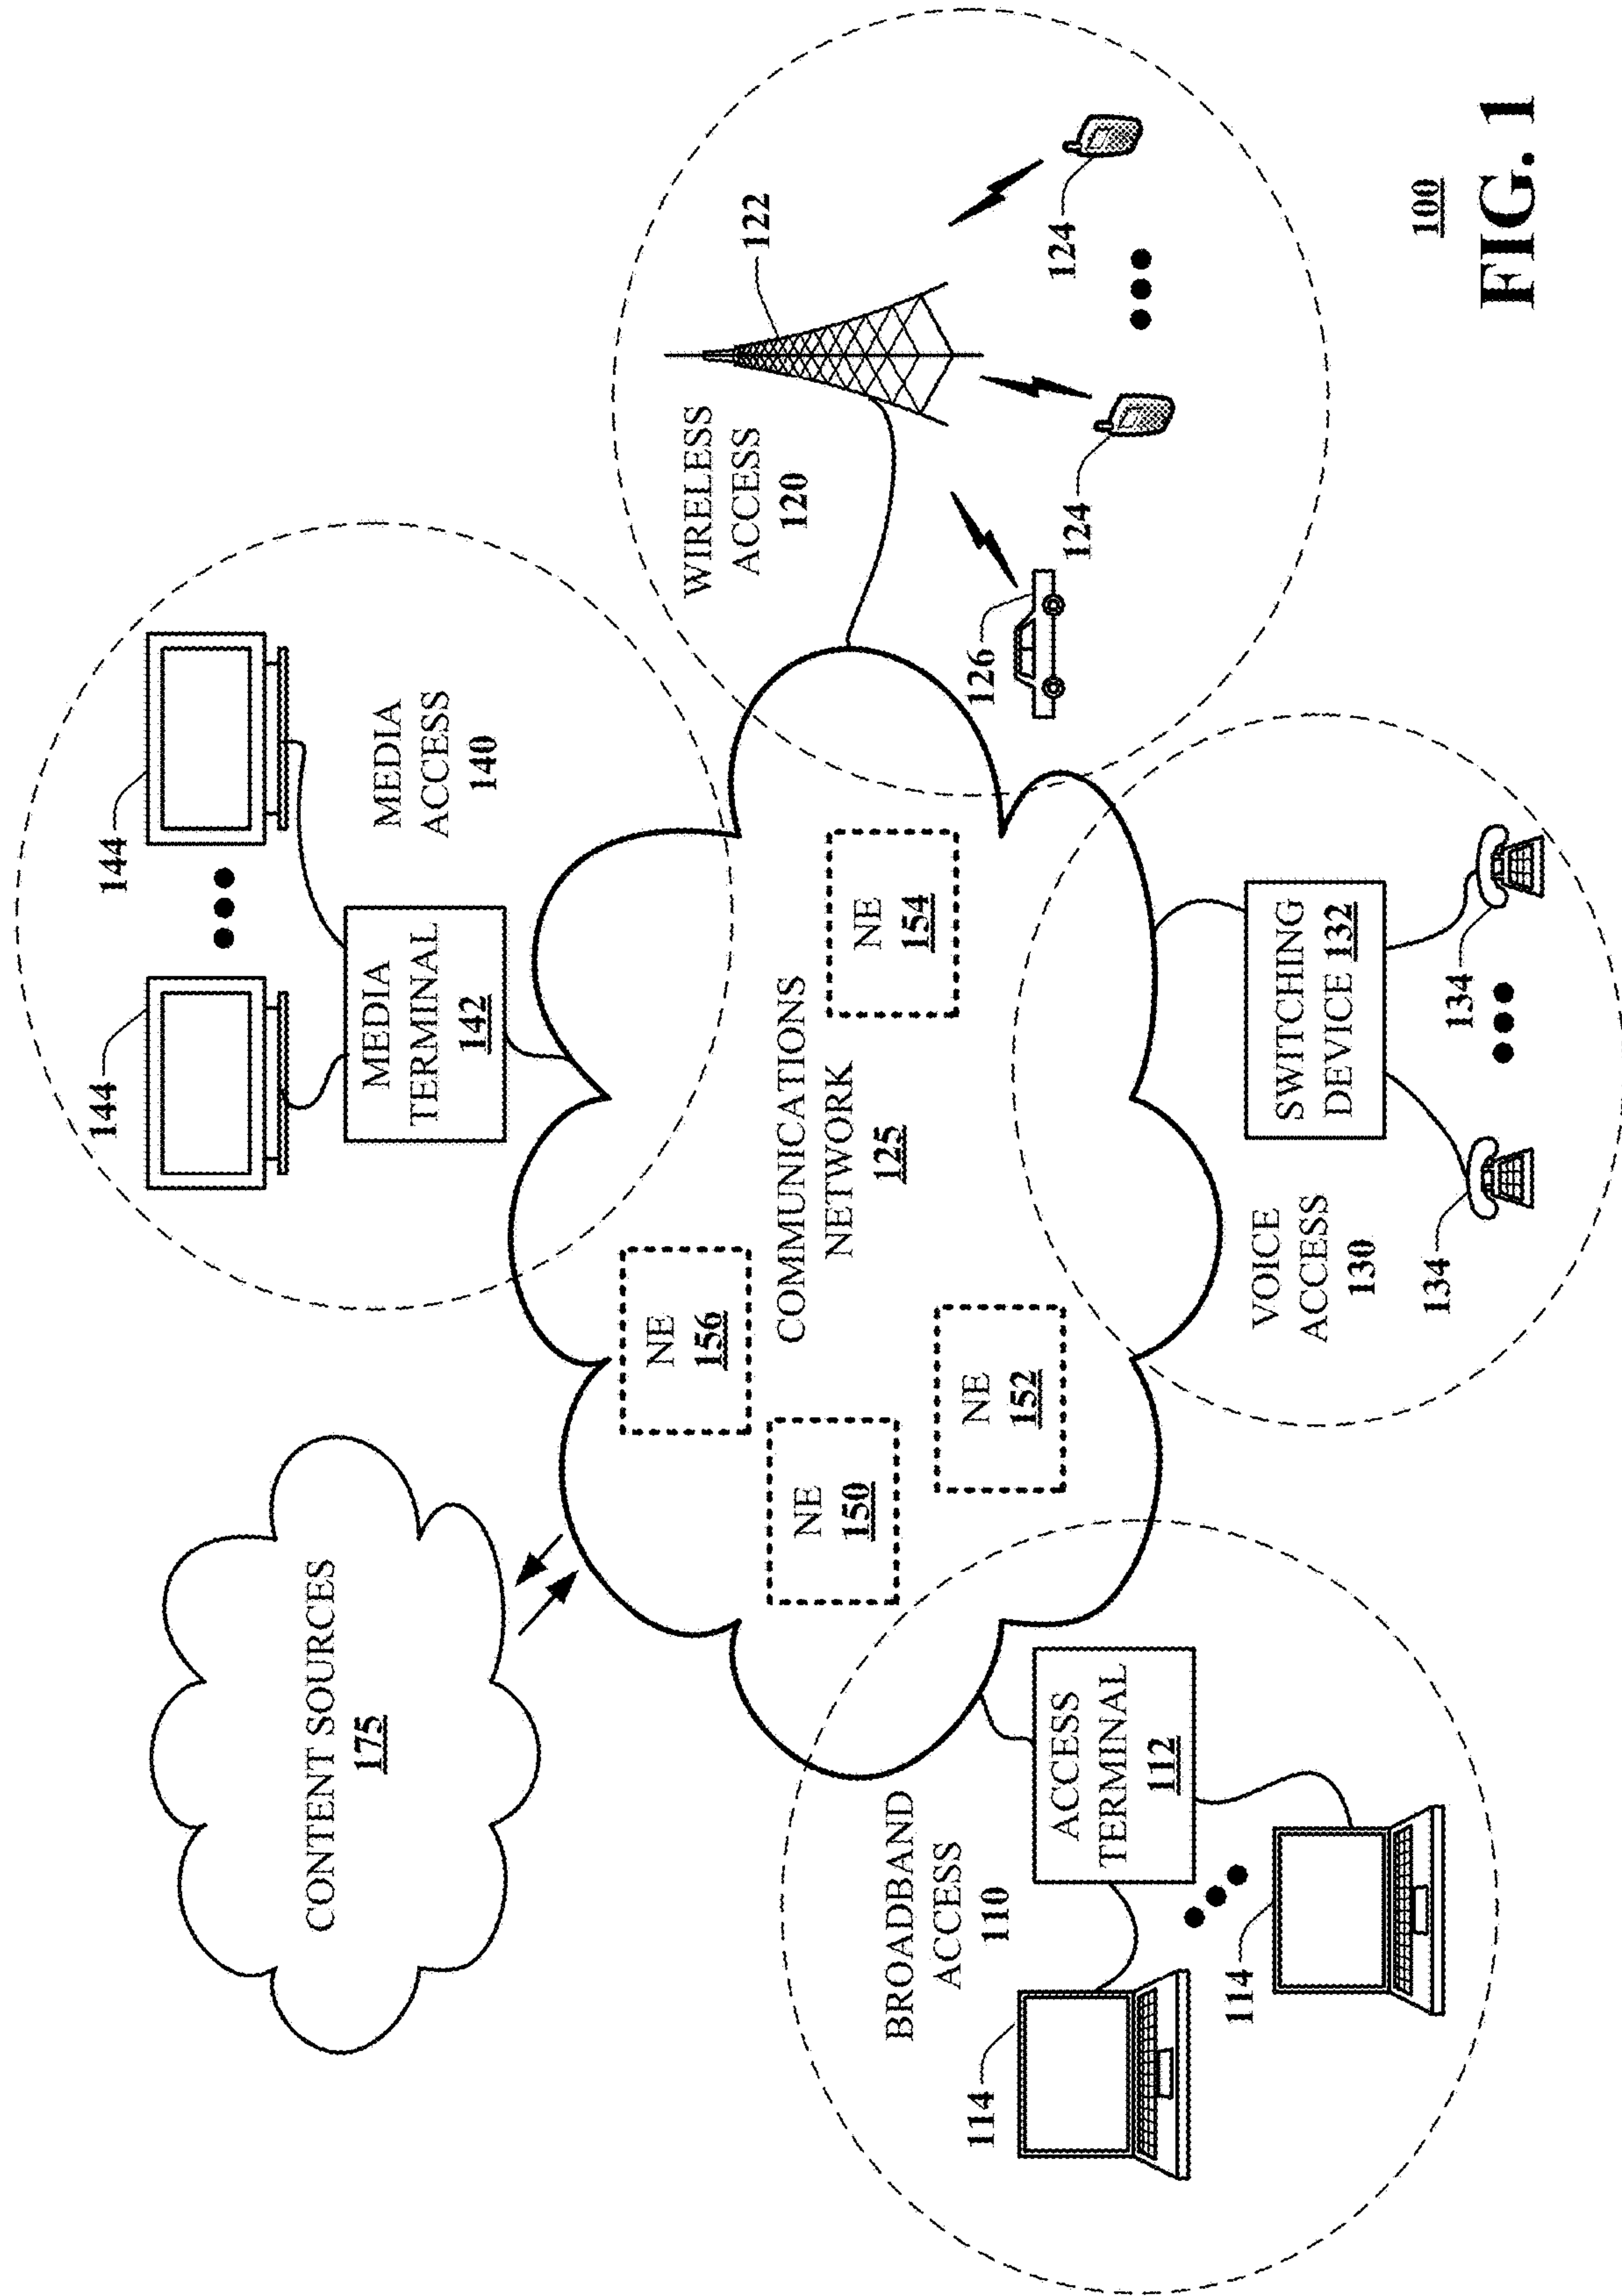 CONTENT SOURCES
175
144
144
MEDIA
TERMINAL
142
MEDIA
ACCESS
140
NE
156
NE
150
NE
152
COMMUNICATIONS
NETWORK
125
NE
154
WIRELESS
ACCESS
120
122
126
124
124
BROADBAND
ACCESS
110
ACCESS
TERMINAL
112
114
114
VOICE
ACCESS
130
SWITCHING
DEVICE 132
134
134
100
FIG. 1